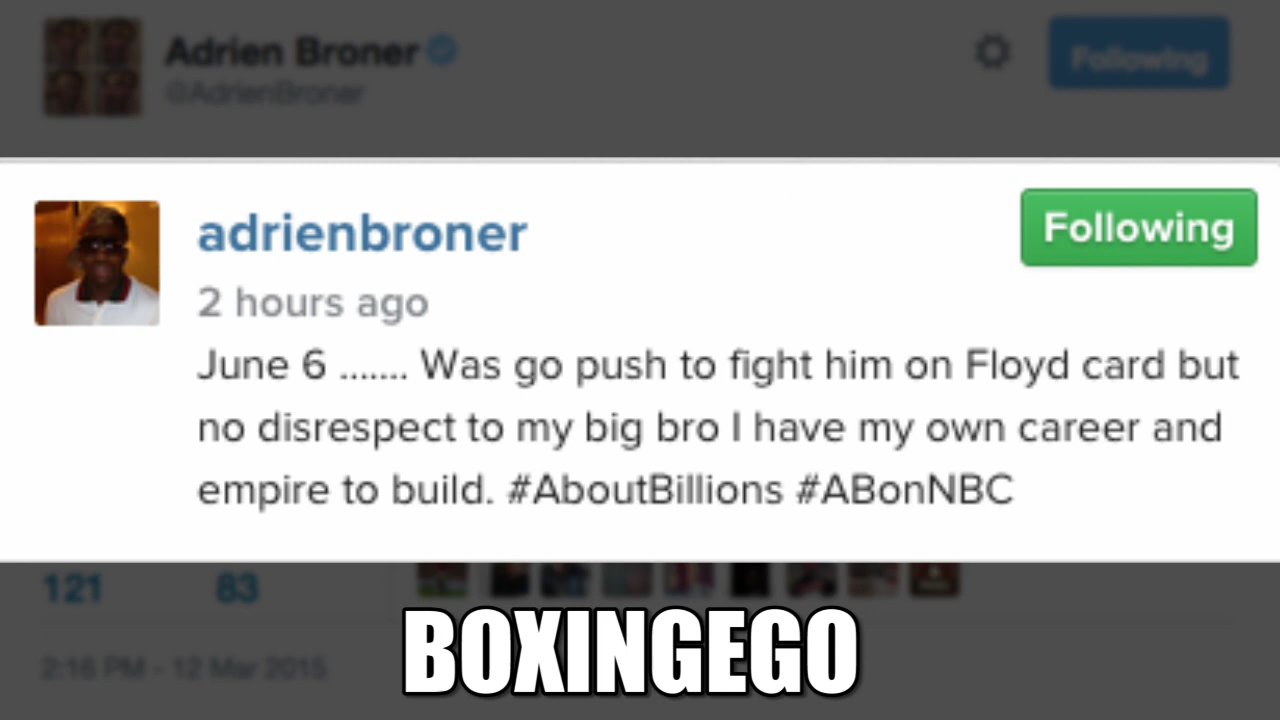 Adrien Broner
Following
@AdrienBroner
adrienbroner
Following
2 hours ago
June 6 ....... Was go push to fight him on Floyd card but
no disrespect to my big bro I have my own career and
empire to build. #AboutBillions #ABonNBC
121 83
BOXINGEGO
2:16 PM - 12 Mar 2015